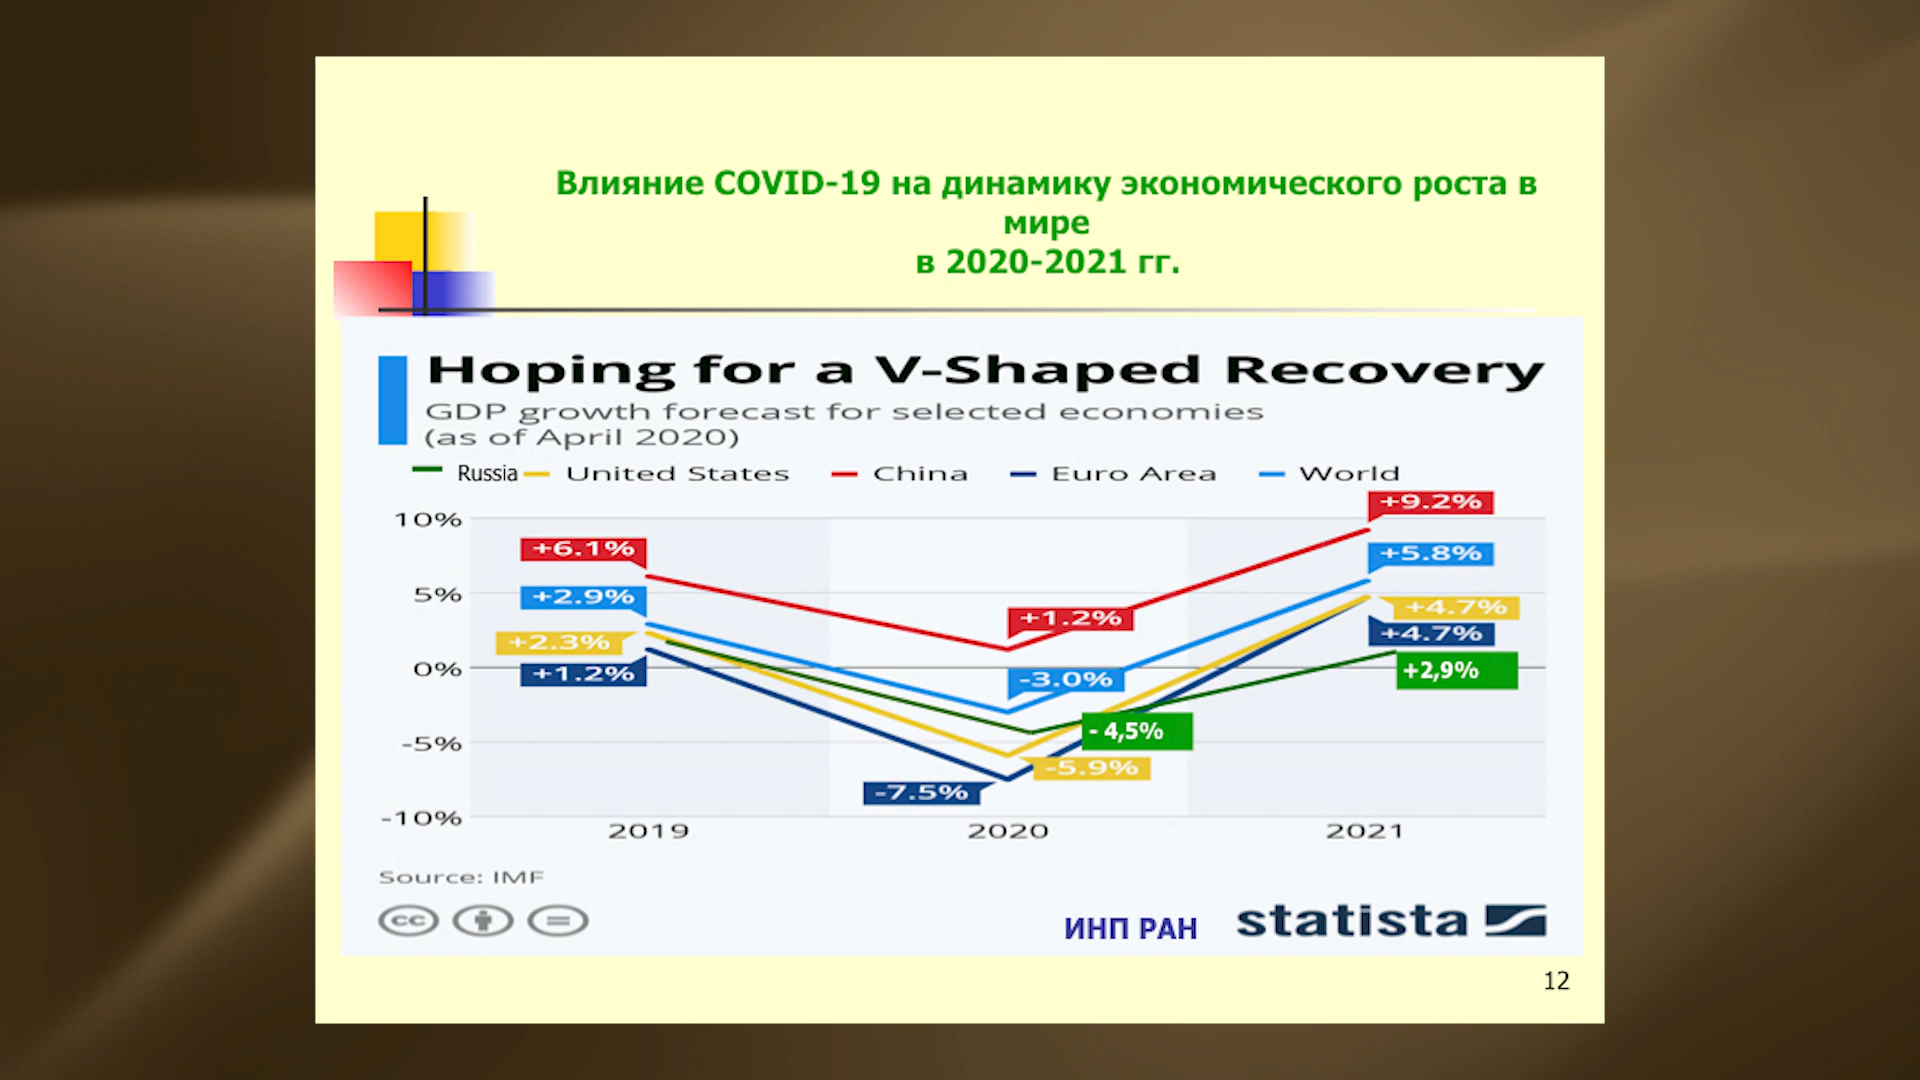 Влияние COVID-19 на динамику экономического роста в
мире
в 2020-2021 гг.
Hoping for a V-Shaped Recovery
GDP growth forecast for selected economies
(as of April 2020)
Russia United States China Euro Area World
+9.2%
10%
+6.1%
+5.8%
5%
+2.9%
+4.7%
+1.2%
+4.7%
+2.3%
0%
+1.2%
-3.0%
+2,9%
- 4,5%
-5%
-5.9%
-7.5%
-10%
2019 2020 2021
Source: IMF
cc
ИНП РАН statista
12